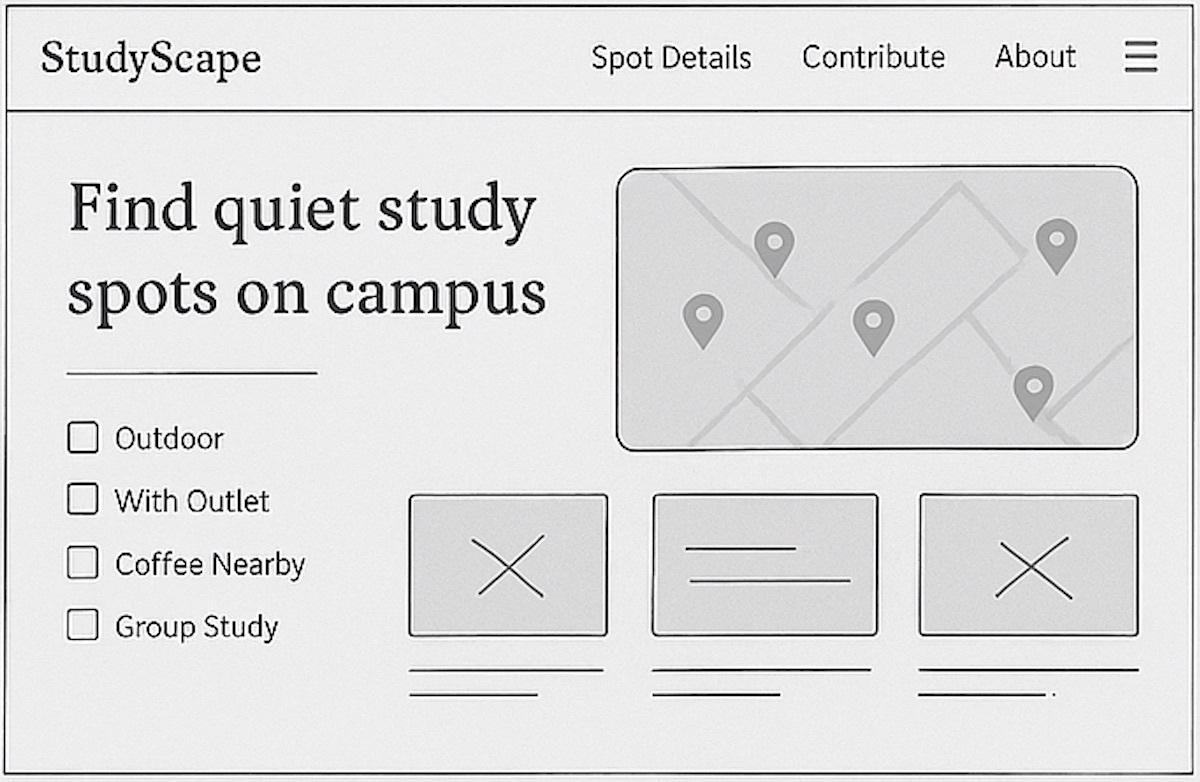 StudyScape
Spot Details
Contribute
About
Find quiet study
spots on campus
Outdoor
With Outlet
Coffee Nearby
Group Study